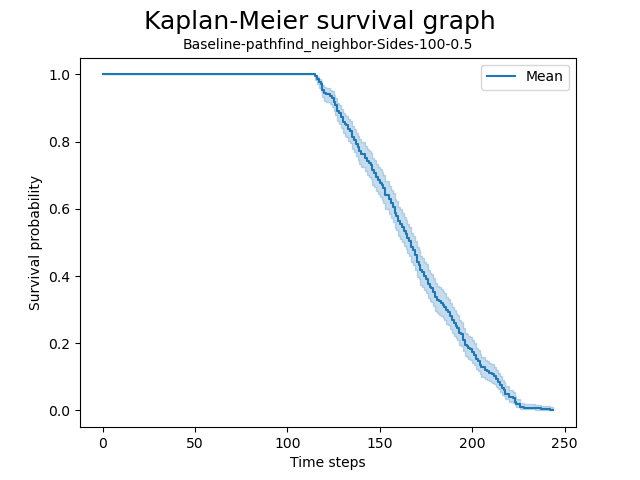 Kaplan-Meier survival graph
Baseline-pathfind_neighbor-Sides-100-0.5
Mean
1.0
0.8
0.6
0.4
0.2
0.0
Survival probability
0
50
100
150
200
250
Time steps